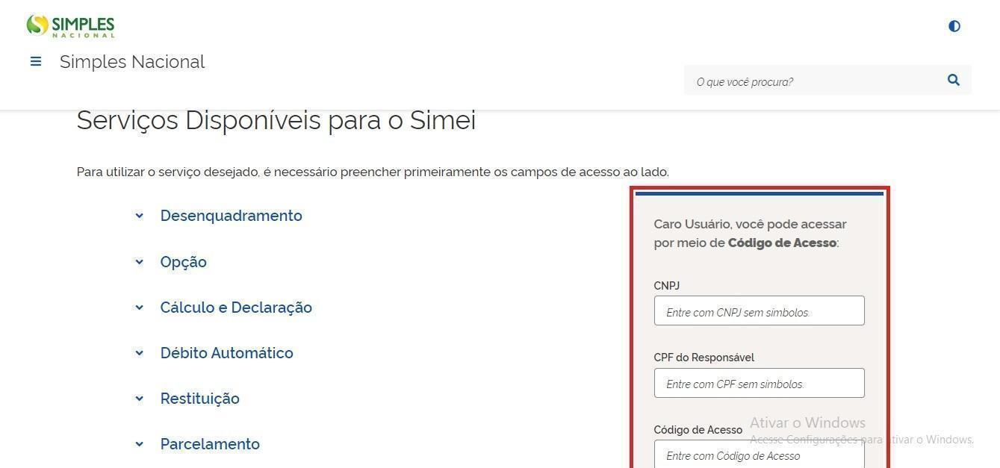 SIMPLES
NACIONAL
Simples Nacional
O que você procura?
Serviços Disponíveis para o Simei
Para utilizar o serviço desejado, é necessário preencher primeiramente os campos de acesso ao lado.
Desenquadramento
Opção
Cálculo e Declaração
Débito Automático
Restituição
Parcelamento
Caro Usuário, você pode acessar
por meio de Código de Acesso:
CNPJ
Entre com CNPJ sem símbolos.
CPF do Responsável
Entre com CPF sem símbolos.
Código de Acesso
Entre com Código de Acesso
Ativar o Windows
Acesse Configurações para ativar o Windows.